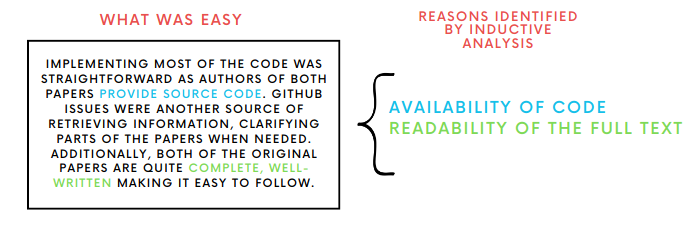 WHAT WAS EASY
IMPLEMENTING MOST OF THE CODE WAS
STRAIGHTFORWARD AS AUTHORS OF BOTH
PAPERS PROVIDE SOURCE CODE. GITHUB
ISSUES WERE ANOTHER SOURCE OF
RETRIEVING INFORMATION, CLARIFYING
PARTS OF THE PAPERS WHEN NEEDED.
ADDITIONALLY, BOTH OF THE ORIGINAL
PAPERS ARE QUITE COMPLETE, WELL-
WRITTEN MAKING IT EASY TO FOLLOW.
REASONS IDENTIFIED
BY INDUCTIVE
ANALYSIS
AVAILABILITY OF CODE
READABILITY OF THE FULL TEXT